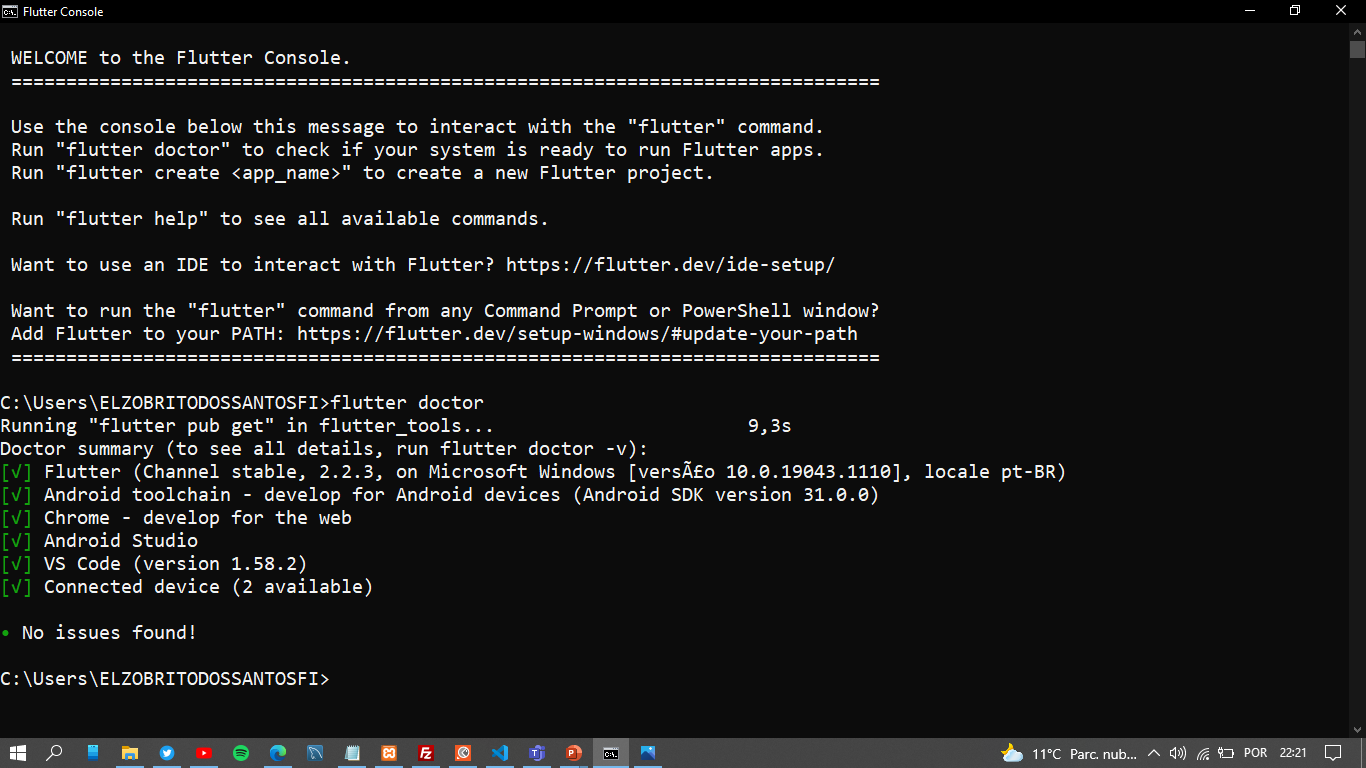 Flutter Console
WELCOME to the Flutter Console.
===============================================================================
Use the console below this message to interact with the "flutter" command.
Run "flutter doctor" to check if your system is ready to run Flutter apps.
Run "flutter create <app_name>" to create a new Flutter project.
Run "flutter help" to see all available commands.
Want to use an IDE to interact with Flutter? https://flutter.dev/ide-setup/
Want to run the "flutter" command from any Command Prompt or PowerShell window?
Add Flutter to your PATH: https://flutter.dev/setup-windows/#update-your-path
===============================================================================
C:\Users\ELZOBRITODOSSANTOSFI>flutter doctor
Running "flutter pub get" in flutter_tools...                       9,3s
Doctor summary (to see all details, run flutter doctor -v):
[√] Flutter (Channel stable, 2.2.3, on Microsoft Windows [versÃ£o 10.0.19043.1110], locale pt-BR)
[√] Android toolchain - develop for Android devices (Android SDK version 31.0.0)
[√] Chrome - develop for the web
[√] Android Studio
[√] VS Code (version 1.58.2)
[√] Connected device (2 available)
• No issues found!
C:\Users\ELZOBRITODOSSANTOSFI>
11°C Parc. nub... POR 22:21